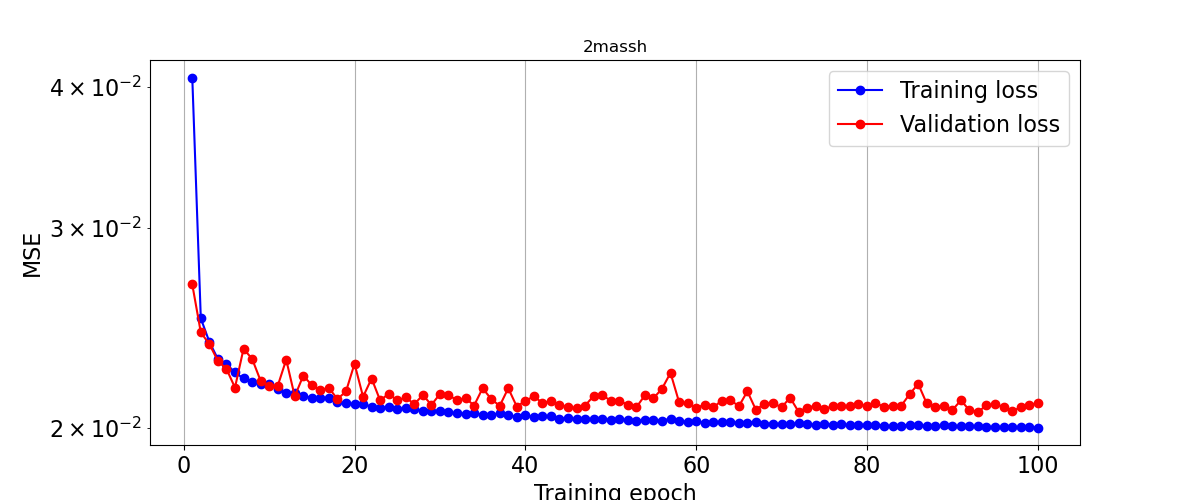 2massh
Training loss
Validation loss
MSE
4 × 10⁻²
3 × 10⁻²
2 × 10⁻²
0 20 40 60 80 100
Training epoch